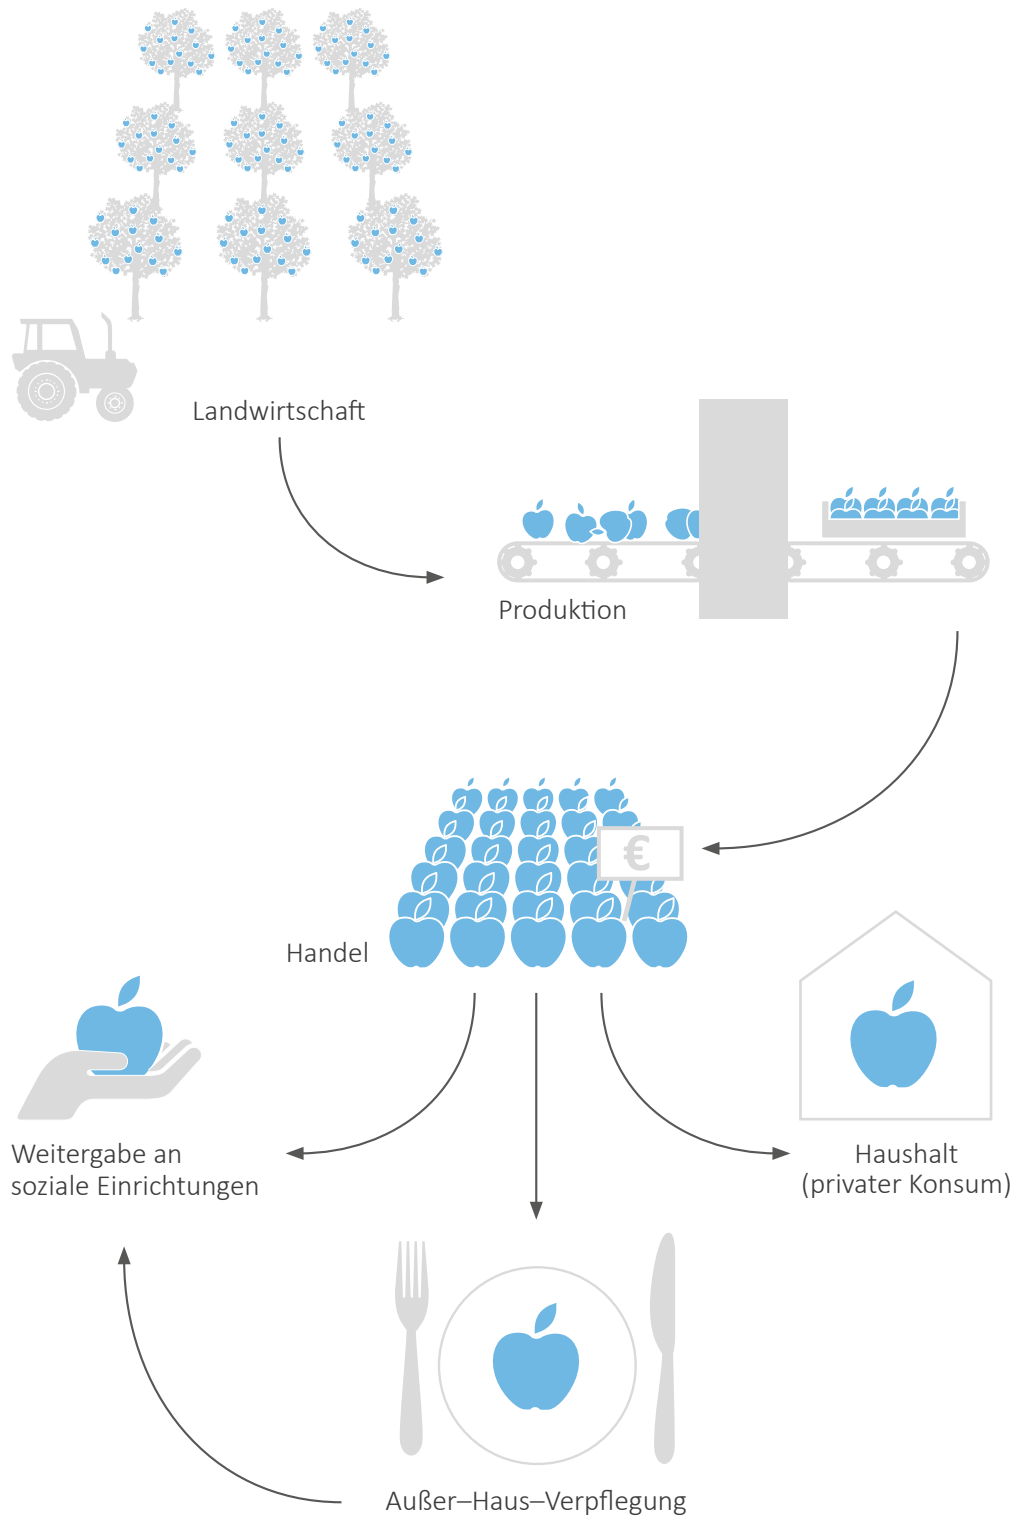 Landwirtschaft
Produktion
€
Handel
Weitergabe an
soziale Einrichtungen
Haushalt
(privater Konsum)
Außer–Haus–Verpflegung